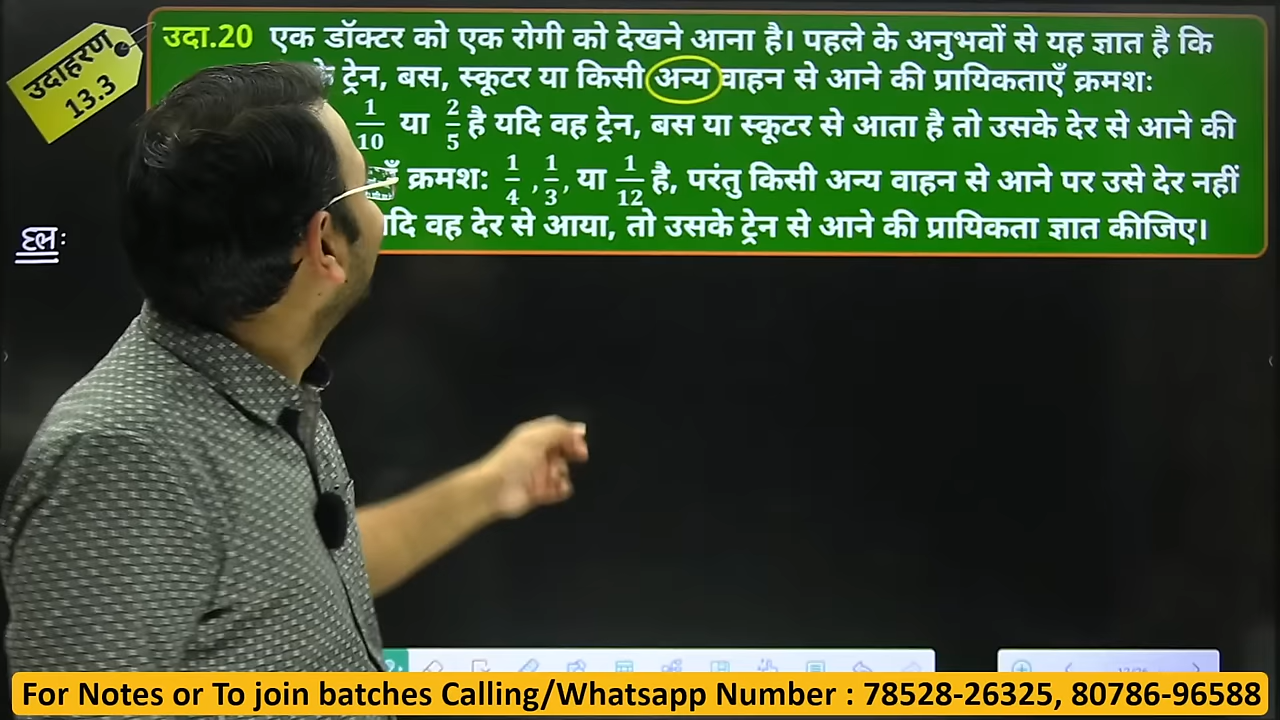 उदाहरण
13.3
उदा.20 एक डॉक्टर को एक रोगी को देखने आना है। पहले के अनुभवों से यह ज्ञात है कि
के ट्रेन, बस, स्कूटर या किसी अन्य वाहन से आने की प्रायिकताएँ क्रमशः
1/10 या 2/5 है यदि वह ट्रेन, बस या स्कूटर से आता है तो उसके देर से आने की
क्रमश: 1/4 , 1/3, या 1/12 है, परंतु किसी अन्य वाहन से आने पर उसे देर नहीं
वह देर से आया, तो उसके ट्रेन से आने की प्रायिकता ज्ञात कीजिए।
हल:
For Notes or To join batches Calling/Whatsapp Number : 78528-26325, 80786-96588